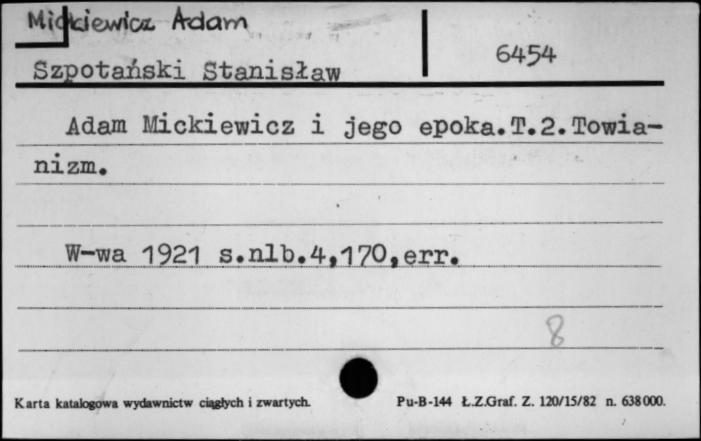 Mickiewicz Adam
6454
Szpotański Stanisław
Adam Mickiewicz i jego epoka.T.2.Towia-
nizm.
W-wa 1921 s.nlb.4,170,err.
8
Karta katalogowa wydawnictw ciągłych i zwartych.
Pu-B-144 Ł.Z.Graf. Z. 120/15/82 n. 638000.